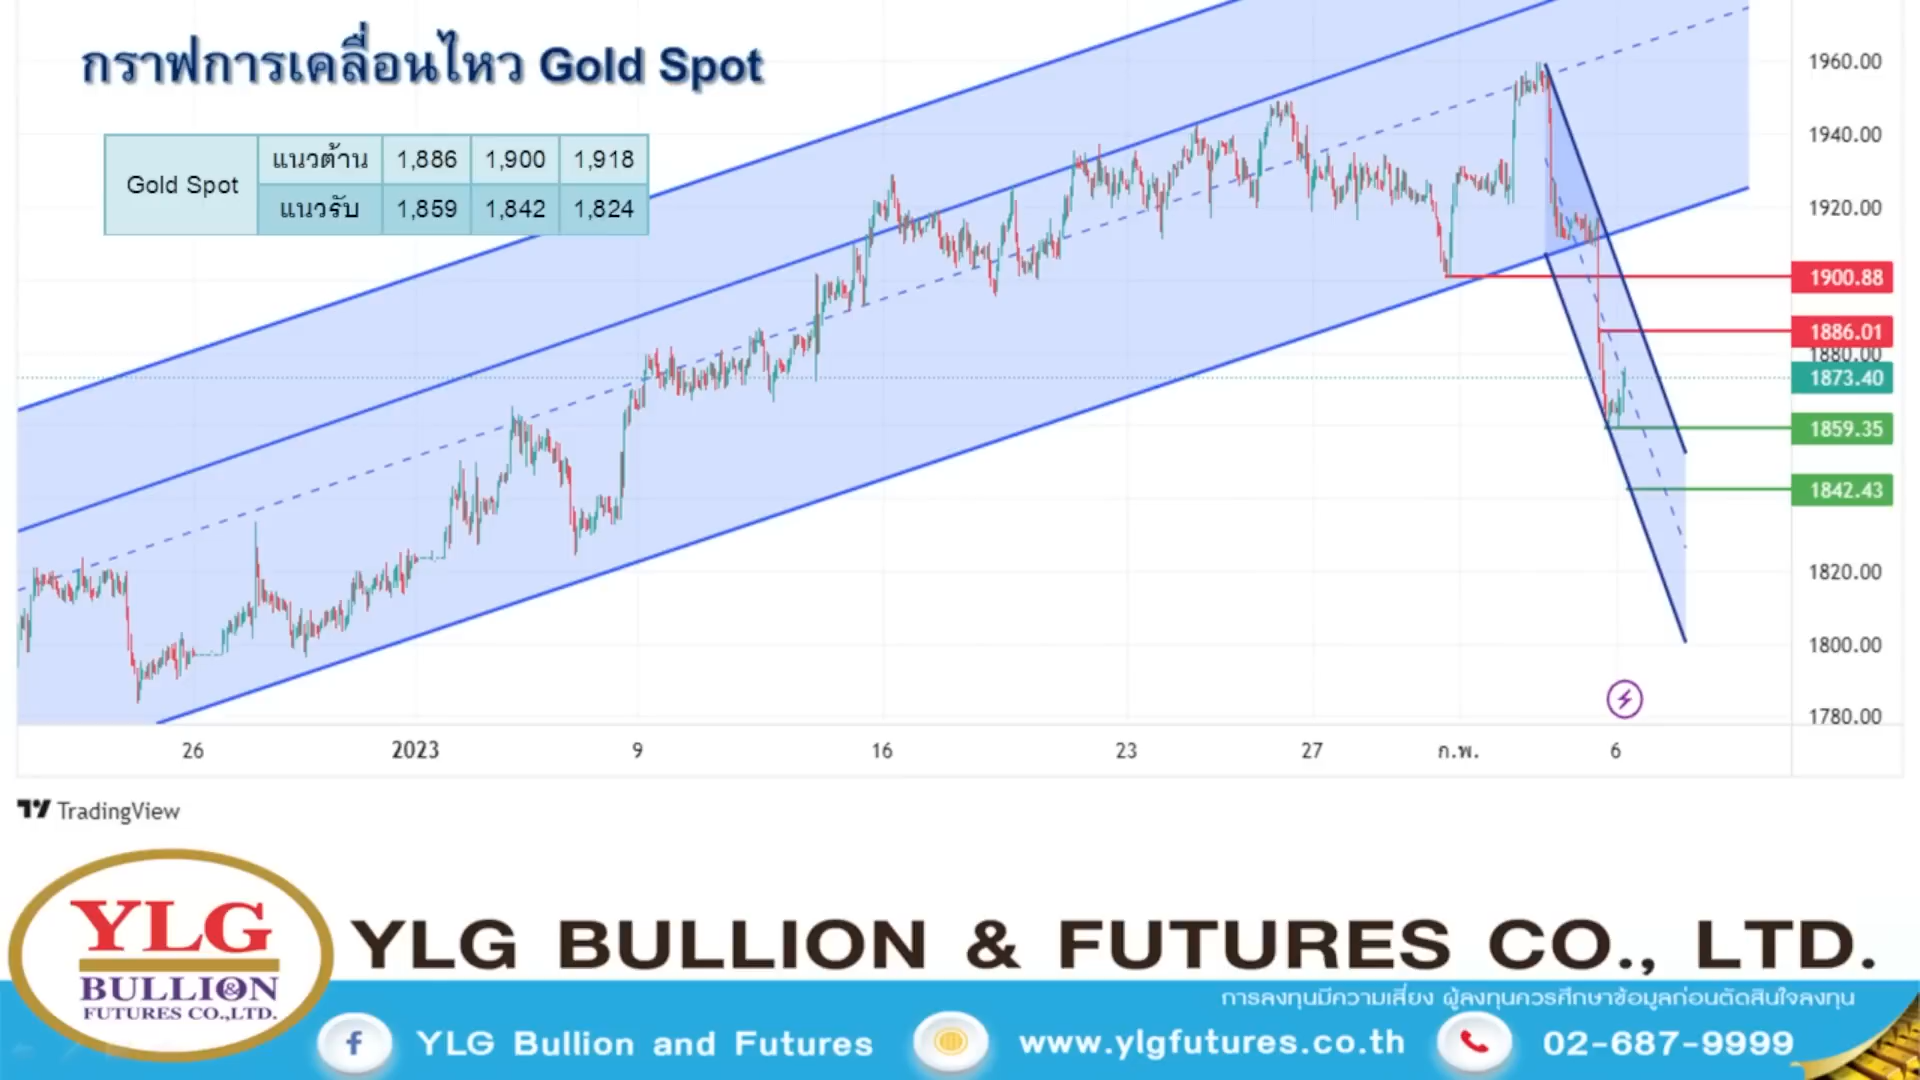 กราฟการเคลื่อนไหว Gold Spot
Gold Spot
แนวต้าน 1,886 1,900 1,918
แนวรับ 1,859 1,842 1,824
1960.00
1940.00
1920.00
1900.88
1886.01
1880.00
1873.40
1859.35
1842.43
1820.00
1800.00
1780.00
26 2023 9 16 23 27 ก.พ. 6
TradingView
YLG
BULLION
FUTURES CO.,LTD.
YLG BULLION & FUTURES CO., LTD.
การลงทุนมีความเสี่ยง ผู้ลงทุนควรศึกษาข้อมูลก่อนตัดสินใจลงทุน
YLG Bullion and Futures www.ylgfutures.co.th 02-687-9999